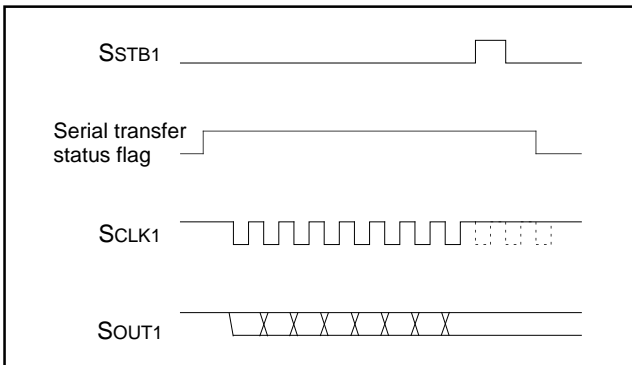 SSTB1
Serial transfer
status flag
SCLK1
SOUT1